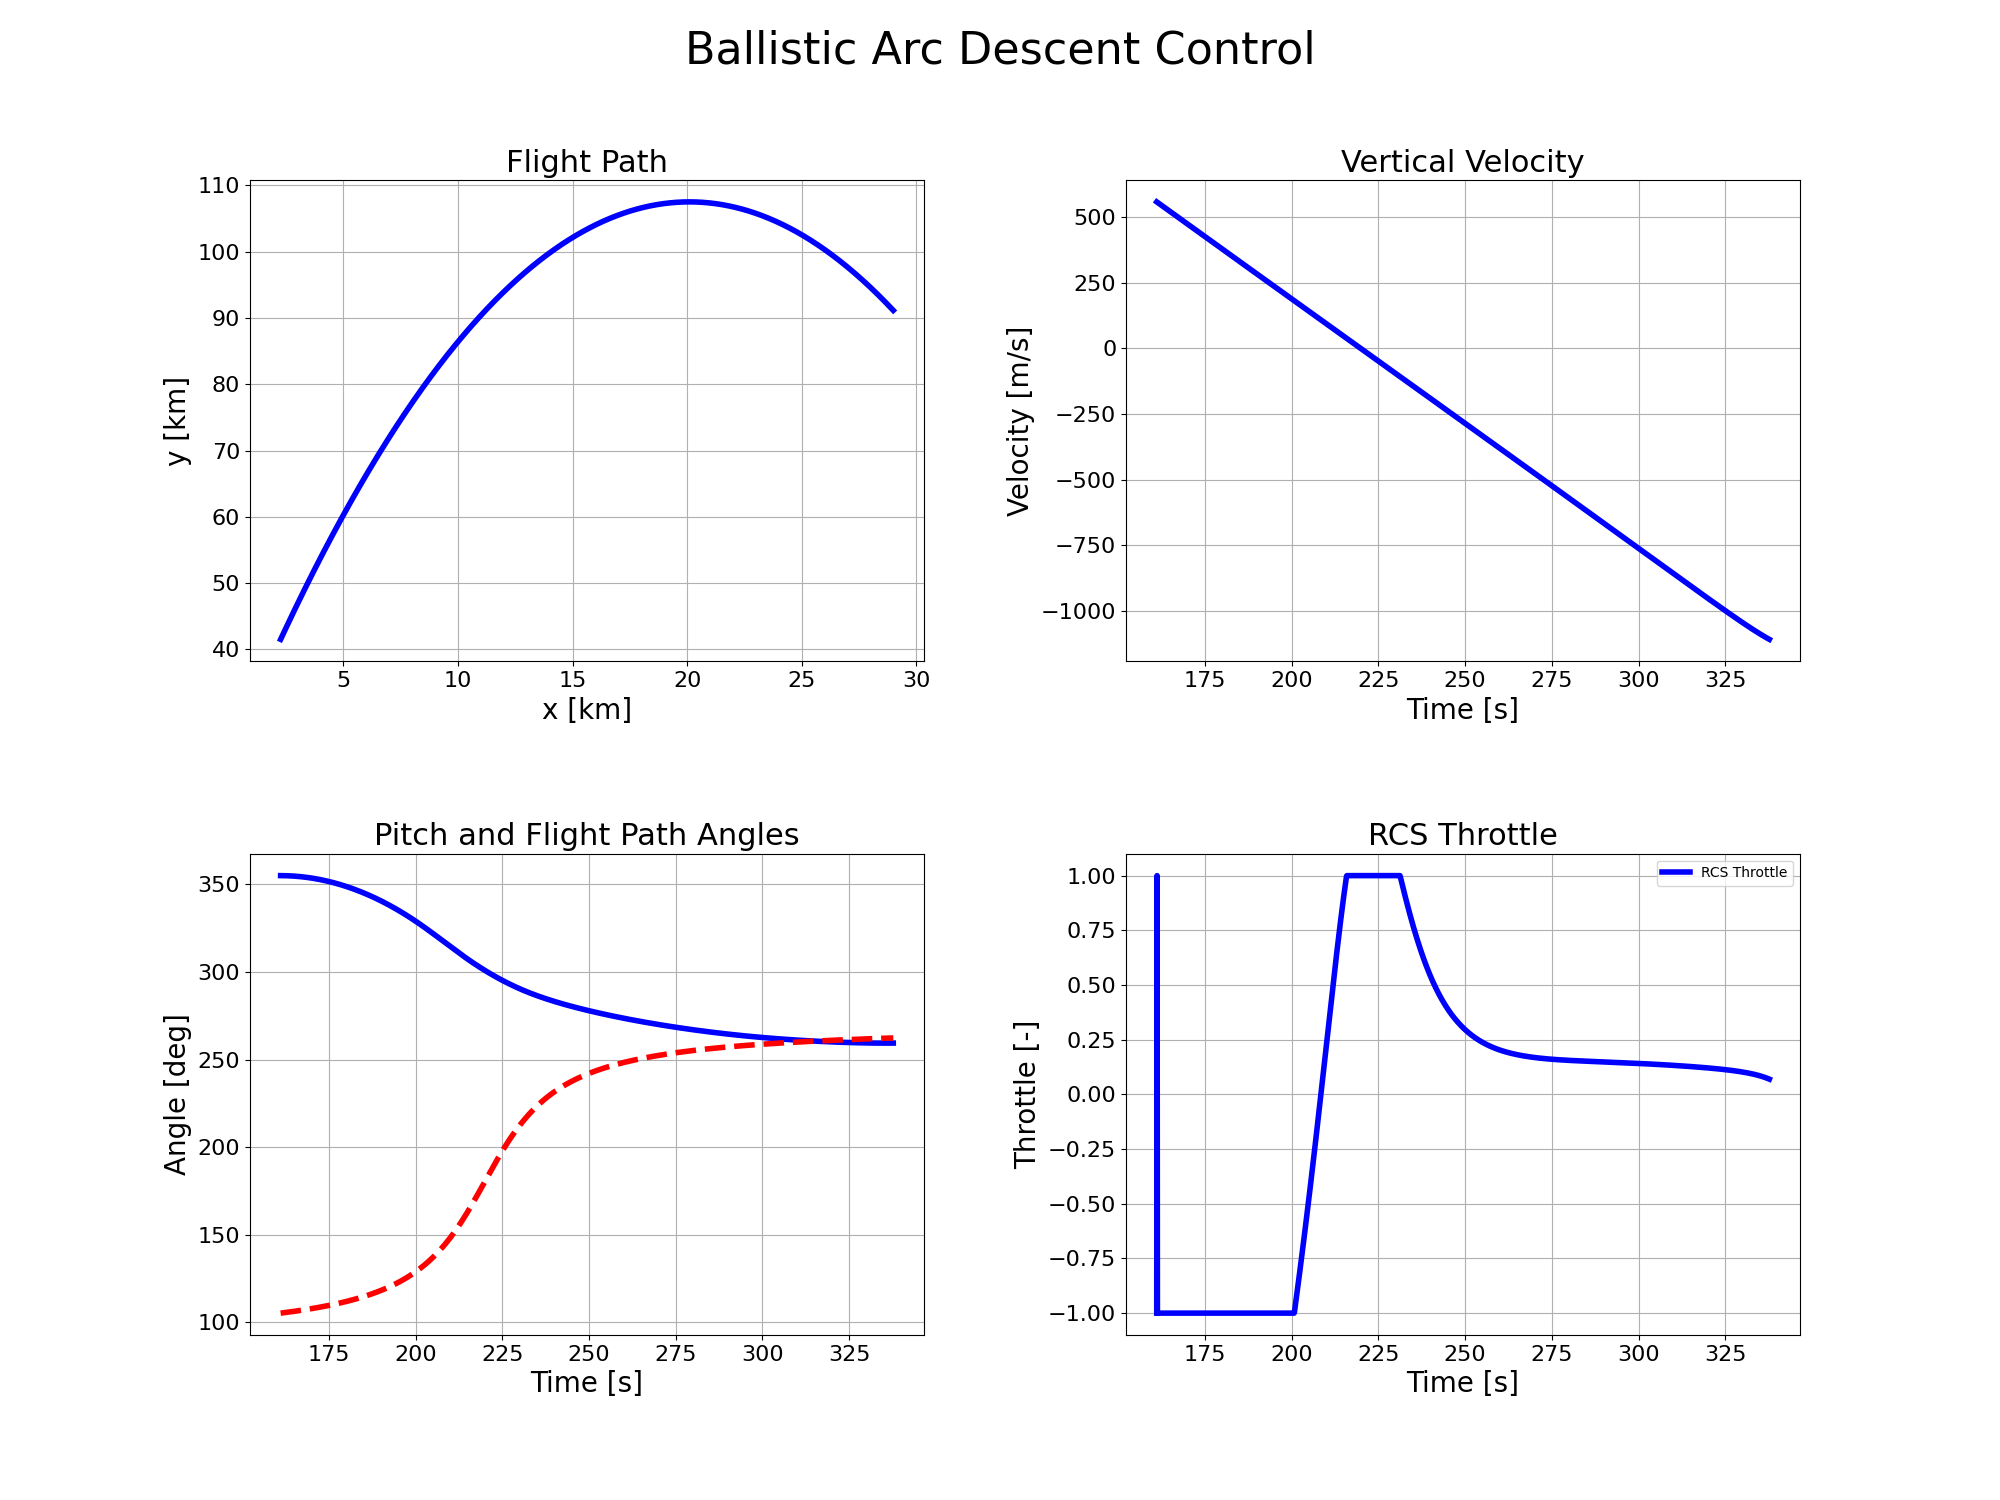 Ballistic Arc Descent Control
Flight Path
110
100
90
80
70
60
50
40
y [km]
5 10 15 20 25 30
x [km]
Vertical Velocity
500
250
0
−250
−500
−750
−1000
Velocity [m/s]
175 200 225 250 275 300 325
Time [s]
Pitch and Flight Path Angles
350
300
250
200
150
100
Angle [deg]
175 200 225 250 275 300 325
Time [s]
RCS Throttle
RCS Throttle
1.00
0.75
0.50
0.25
0.00
−0.25
−0.50
−0.75
−1.00
Throttle [-]
175 200 225 250 275 300 325
Time [s]